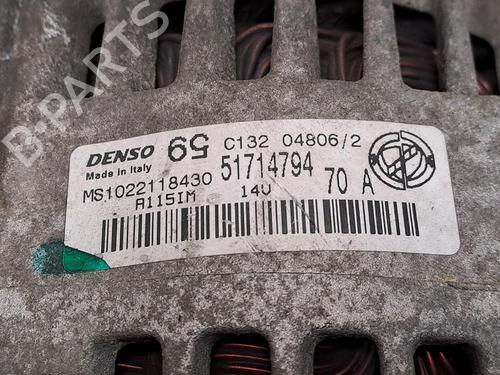 B-PARTS
DENSO 69 C132 04806/2
Made in Italy 51714794 70 A
MS1022118430 14V
A115IM